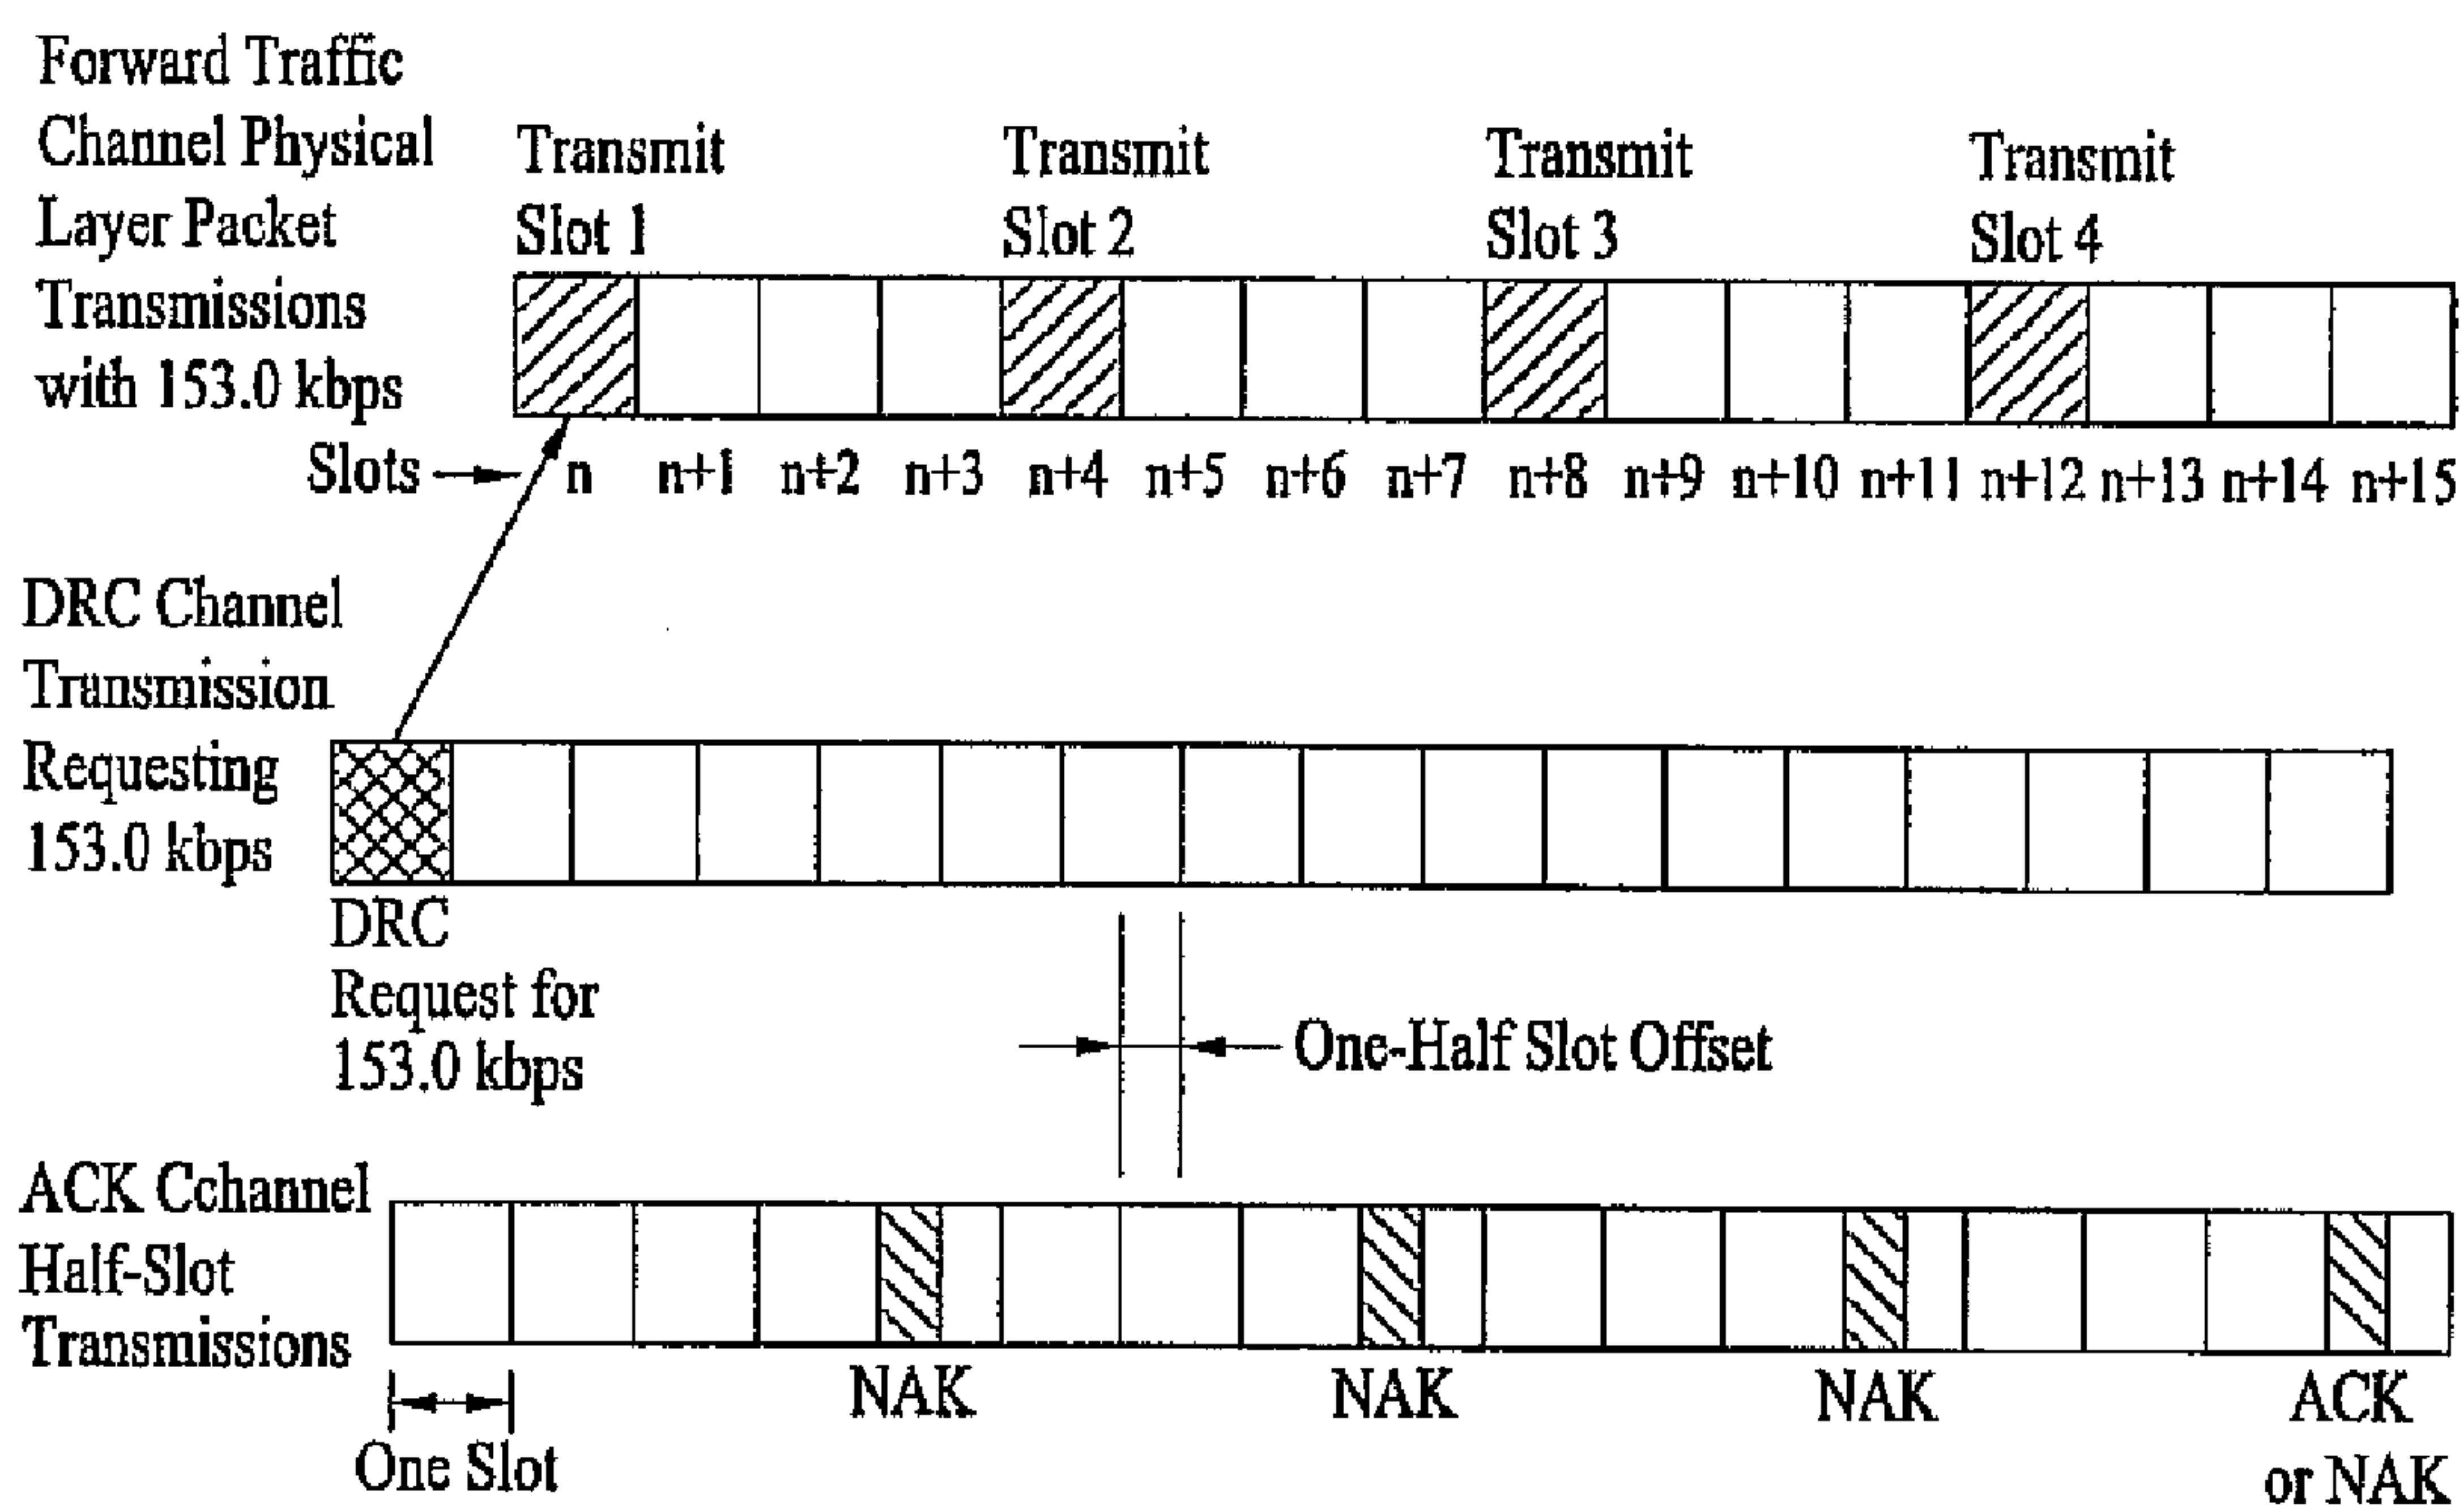 Forward Traffic
Channel Physical
Layer Packet
Transmissions
with 153.0 kbps
Transmit
Slot 1
Transmit
Slot 2
Transmit
Slot 3
Transmit
Slot 4
Slots
n n+1 n+2 n+3 n+4 n+5 n+6 n+7 n+8 n+9 n+10 n+11 n+12 n+13 n+14 n+15
DRC Channel
Transmission
Requesting
153.0 kbps
DRC
Request for
153.0 kbps
One-Half Slot Offset
ACK Cchannel
Half-Slot
Transmissions
One Slot
NAK
NAK
NAK
ACK
or NAK